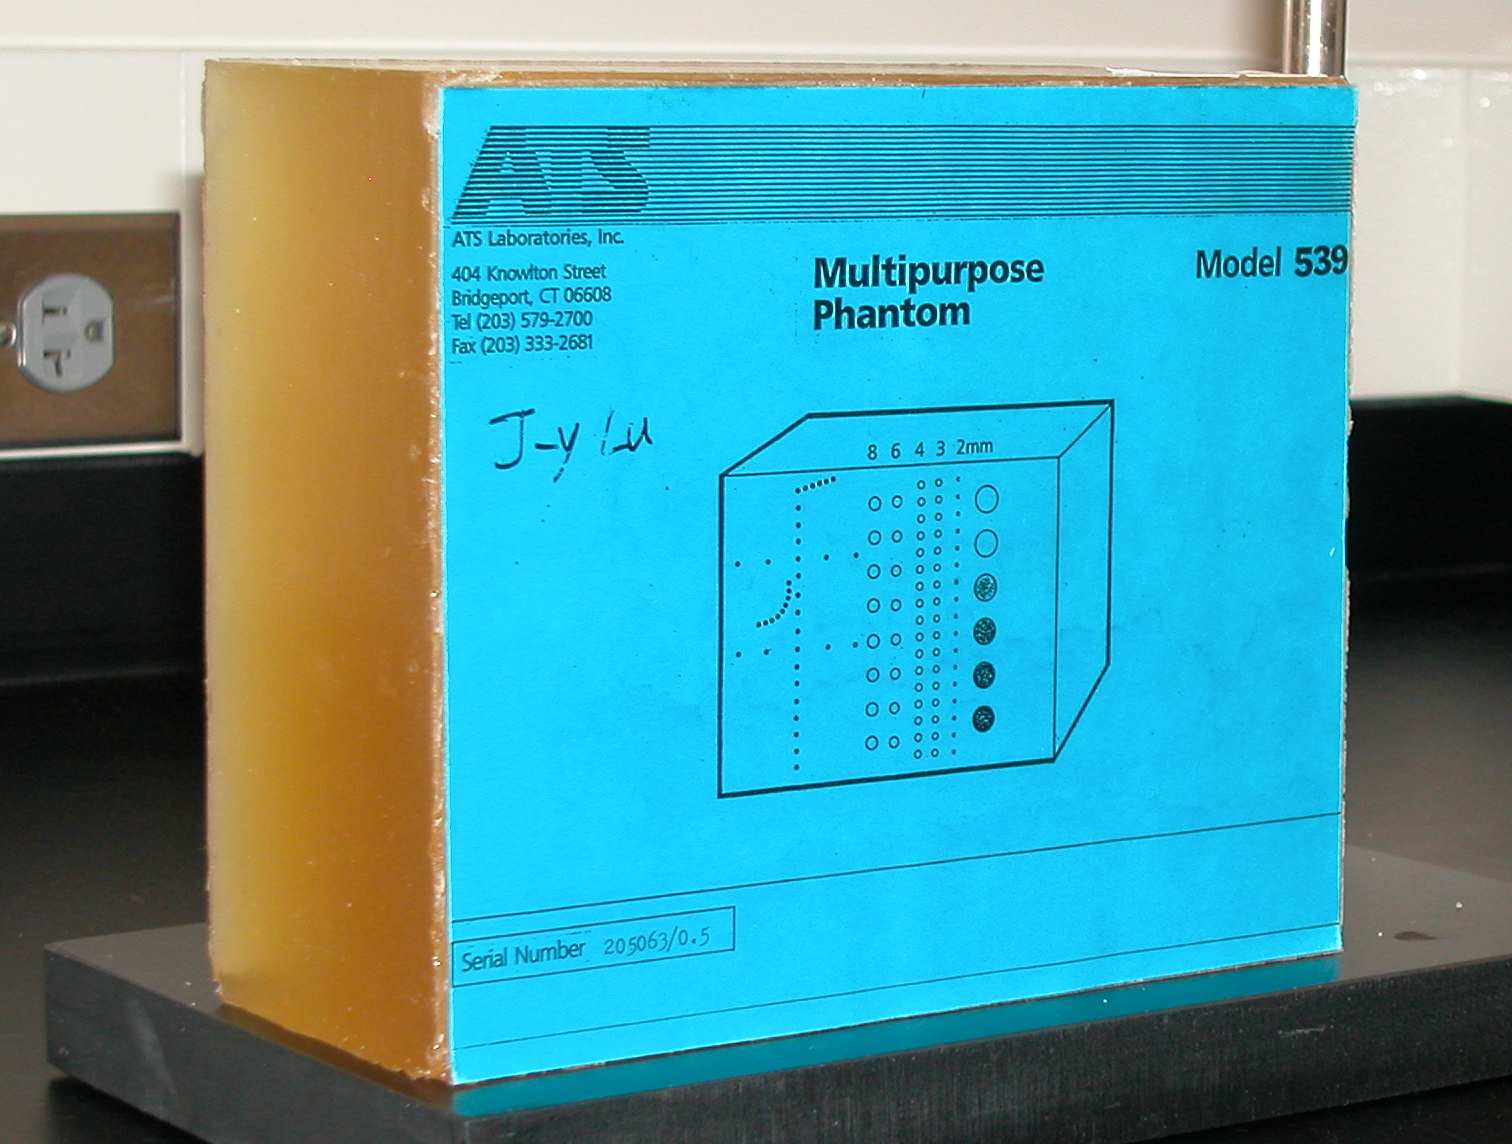 ATS
ATS Laboratories, Inc.
404 Knowlton Street
Bridgeport, CT 06608
Tel (203) 579-2700
Fax (203) 333-2681
Multipurpose
Phantom
Model 539
J-y Lu
8 6 4 3 2mm
Serial Number 205063/0.5